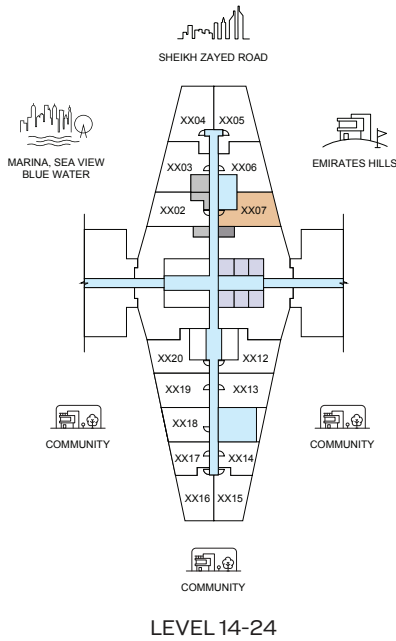 SHEIKH ZAYED ROAD
MARINA, SEA VIEW
BLUE WATER
EMIRATES HILLS
XX04
XX05
XX03
XX06
XX02
XX07
XX20
XX12
XX19
XX13
XX18
XX17
XX14
XX16
XX15
COMMUNITY
COMMUNITY
COMMUNITY
LEVEL 14-24